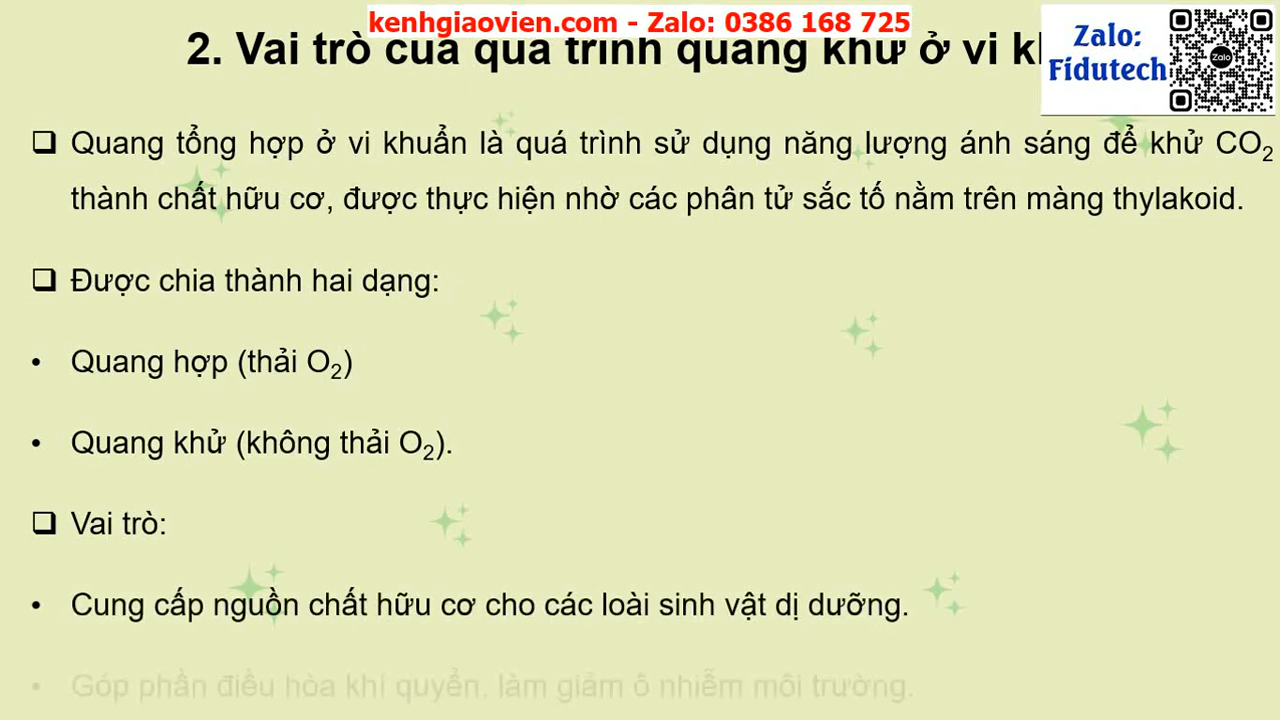 kenhgiaovien.com - Zalo: 0386 168 725
2. Vai trò của quá trình quang khử ở vi
Zalo:
Fidutech
Zalo
❑ Quang tổng hợp ở vi khuẩn là quá trình sử dụng năng lượng ánh sáng để khử CO₂
thành chất hữu cơ, được thực hiện nhờ các phân tử sắc tố nằm trên màng thylakoid.
❑ Được chia thành hai dạng:
• Quang hợp (thải O₂)
• Quang khử (không thải O₂).
❑ Vai trò:
• Cung cấp nguồn chất hữu cơ cho các loài sinh vật dị dưỡng.
• Góp phần điều hòa khí quyển, làm giảm ô nhiễm môi trường.